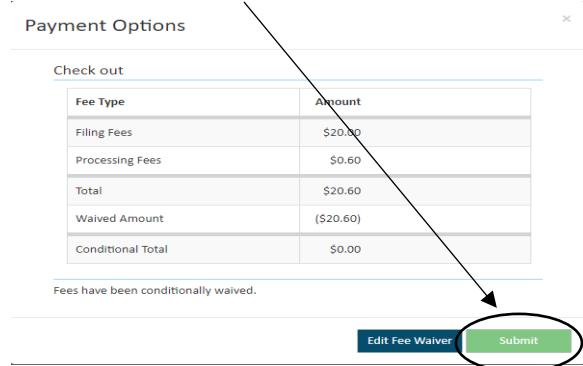 Payment Options ×
Check out
Fee Type Amount
Filing Fees $20.00
Processing Fees $0.60
Total $20.60
Waived Amount ($20.60)
Conditional Total $0.00
Fees have been conditionally waived.
Edit Fee Waiver Submit